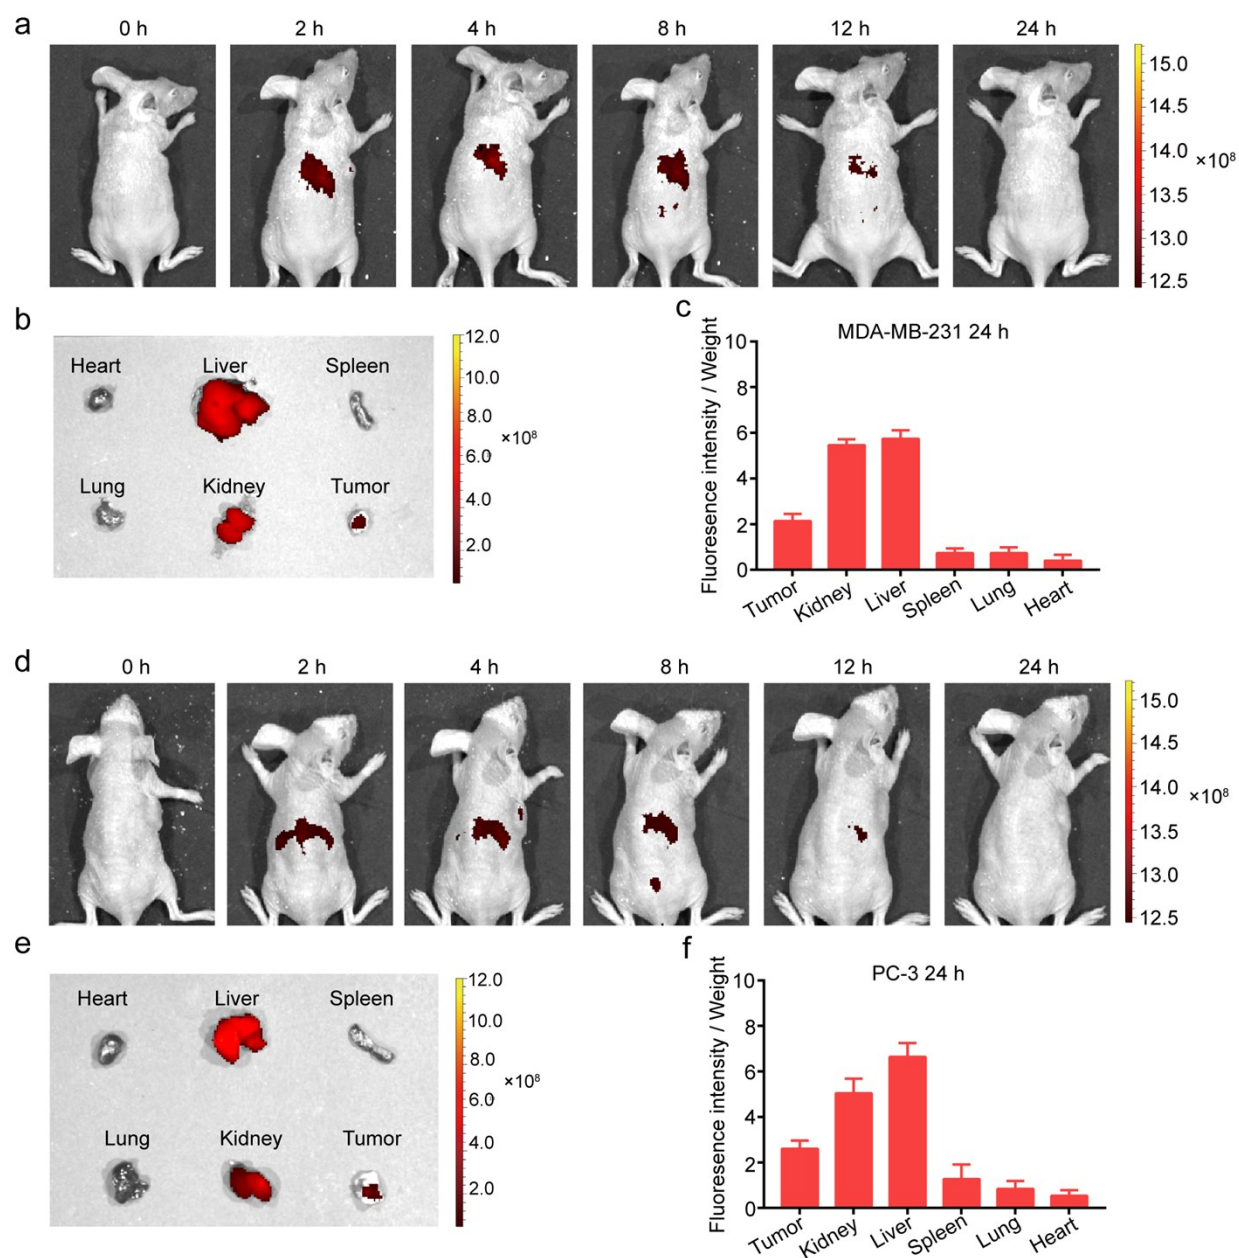 a
0 h 2 h 4 h 8 h 12 h 24 h
15.0
14.5
14.0
13.5
13.0
12.5
×10⁸
b
Heart Liver Spleen
Lung Kidney Tumor
12.0
10.0
8.0
6.0
4.0
2.0
×10⁸
c
MDA-MB-231 24 h
Fluoresence intensity / Weight
10
8
6
4
2
0
Tumor Kidney Liver Spleen Lung Heart
d
0 h 2 h 4 h 8 h 12 h 24 h
15.0
14.5
14.0
13.5
13.0
12.5
×10⁸
e
Heart Liver Spleen
Lung Kidney Tumor
12.0
10.0
8.0
6.0
4.0
2.0
×10⁸
f
PC-3 24 h
Fluoresence intensity / Weight
10
8
6
4
2
0
Tumor Kidney Liver Spleen Lung Heart